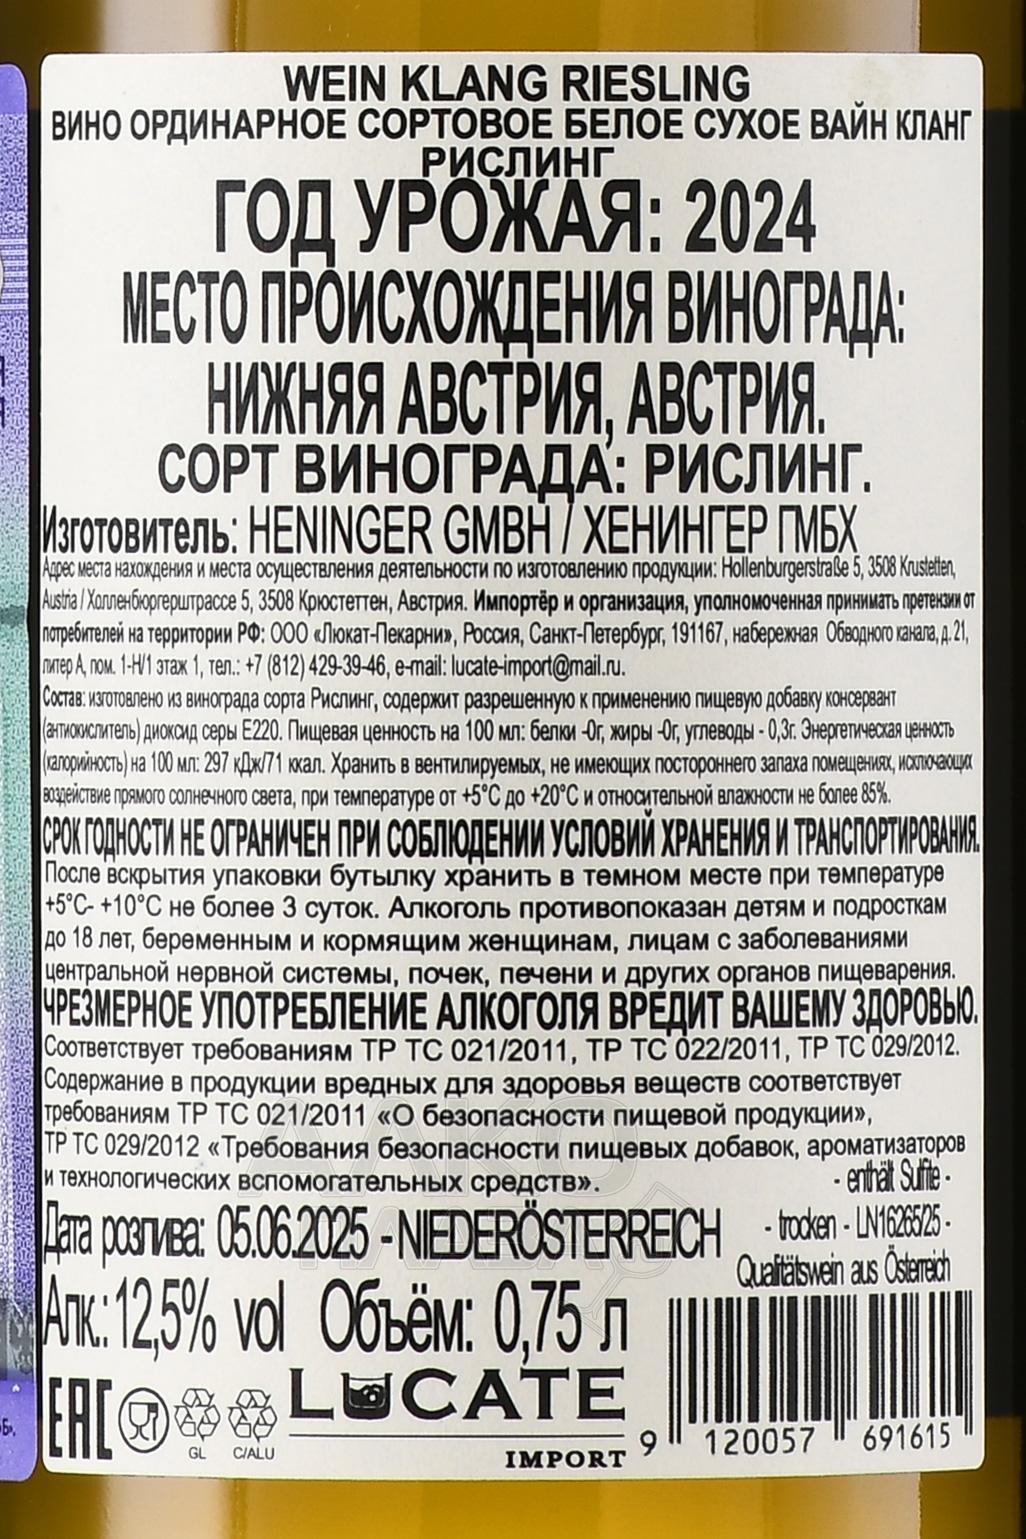 WEIN KLANG RIESLING
ВИНО ОРДИНАРНОЕ СОРТОВОЕ БЕЛОЕ СУХОЕ ВАЙН КЛАНГ
РИСЛИНГ
ГОД УРОЖАЯ: 2024
МЕСТО ПРОИСХОЖДЕНИЯ ВИНОГРАДА:
НИЖНЯЯ АВСТРИЯ, АВСТРИЯ.
СОРТ ВИНОГРАДА: РИСЛИНГ.
Изготовитель: HENINGER GMBH / ХЕНИНГЕР ГМБХ
Адрес места нахождения и места осуществления деятельности по изготовлению продукции: Hollenburgerstraße 5, 3508 Krustetten,
Austria / Холленбюргерштрассе 5, 3508 Крюстеттен, Австрия. Импортёр и организация, уполномоченная принимать претензии от
потребителей на территории РФ: ООО «Люкат-Пекарни», Россия, Санкт-Петербург, 191167, набережная Обводного канала, д. 21,
литер А, пом. 1-Н/1 этаж 1, тел.: +7 (812) 429-39-46, e-mail: lucate-import@mail.ru.
Состав: изготовлено из винограда сорта Рислинг, содержит разрешенную к применению пищевую добавку консервант
(антиокислитель) диоксид серы Е220. Пищевая ценность на 100 мл: белки -0г, жиры -0г, углеводы - 0,3г. Энергетическая ценность
(калорийность) на 100 мл: 297 кДж/71 ккал. Хранить в вентилируемых, не имеющих постороннего запаха помещениях, исключающих
воздействие прямого солнечного света, при температуре от +5°С до +20°С и относительной влажности не более 85%.
СРОК ГОДНОСТИ НЕ ОГРАНИЧЕН ПРИ СОБЛЮДЕНИИ УСЛОВИЙ ХРАНЕНИЯ И ТРАНСПОРТИРОВАНИЯ.
После вскрытия упаковки бутылку хранить в темном месте при температуре
+5°С- +10°С не более 3 суток. Алкоголь противопоказан детям и подросткам
до 18 лет, беременным и кормящим женщинам, лицам с заболеваниями
центральной нервной системы, почек, печени и других органов пищеварения.
ЧРЕЗМЕРНОЕ УПОТРЕБЛЕНИЕ АЛКОГОЛЯ ВРЕДИТ ВАШЕМУ ЗДОРОВЬЮ.
Соответствует требованиям ТР ТС 021/2011, ТР ТС 022/2011, ТР ТС 029/2012.
Содержание в продукции вредных для здоровья веществ соответствует
требованиям ТР ТС 021/2011 «О безопасности пищевой продукции»,
ТР ТС 029/2012 «Требования безопасности пищевых добавок, ароматизаторов
и технологических вспомогательных средств».
- enthält Sulfite -
Дата розлива: 05.06.2025 - NIEDERÖSTERREICH
- trocken - LN16265/25 -
Qualitätswein aus Österreich
Алк.: 12,5% vol Объём: 0,75 л
EAC
GL
C/ALU
LUCATE
IMPORT
9 120057 691615